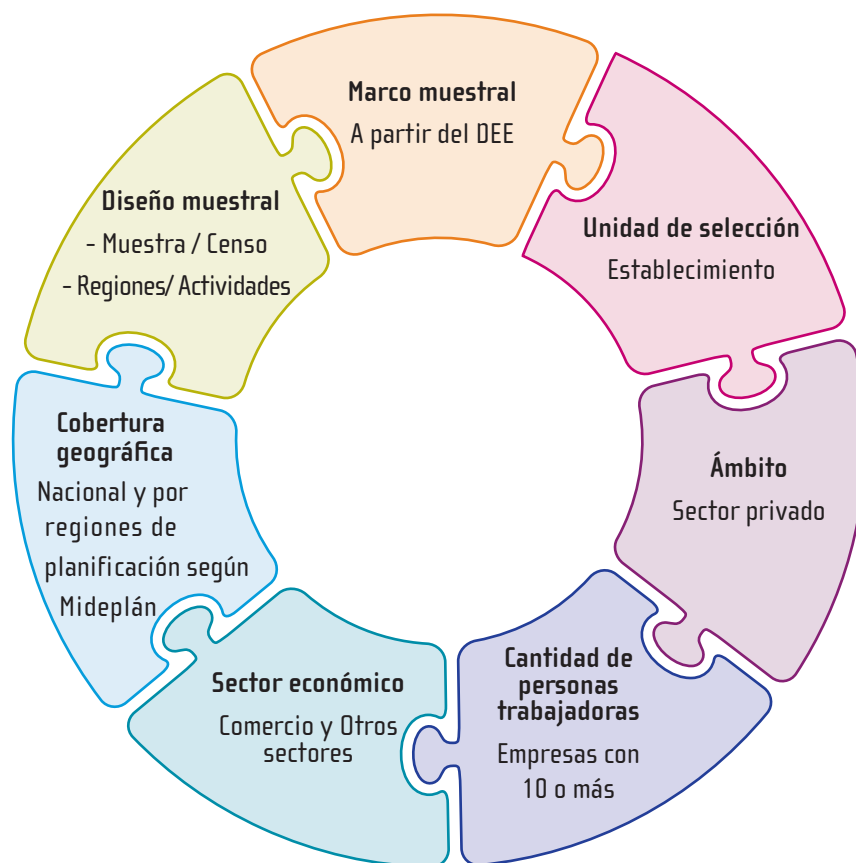 Marco muestral
A partir del DEE
Unidad de selección
Establecimiento
Ámbito
Sector privado
Cantidad de
personas
trabajadoras
Empresas con
10 o más
Sector económico
Comercio y Otros
sectores
Cobertura
geográfica
Nacional y por
regiones de
planificación según
Mideplán
Diseño muestral
- Muestra / Censo
- Regiones/ Actividades